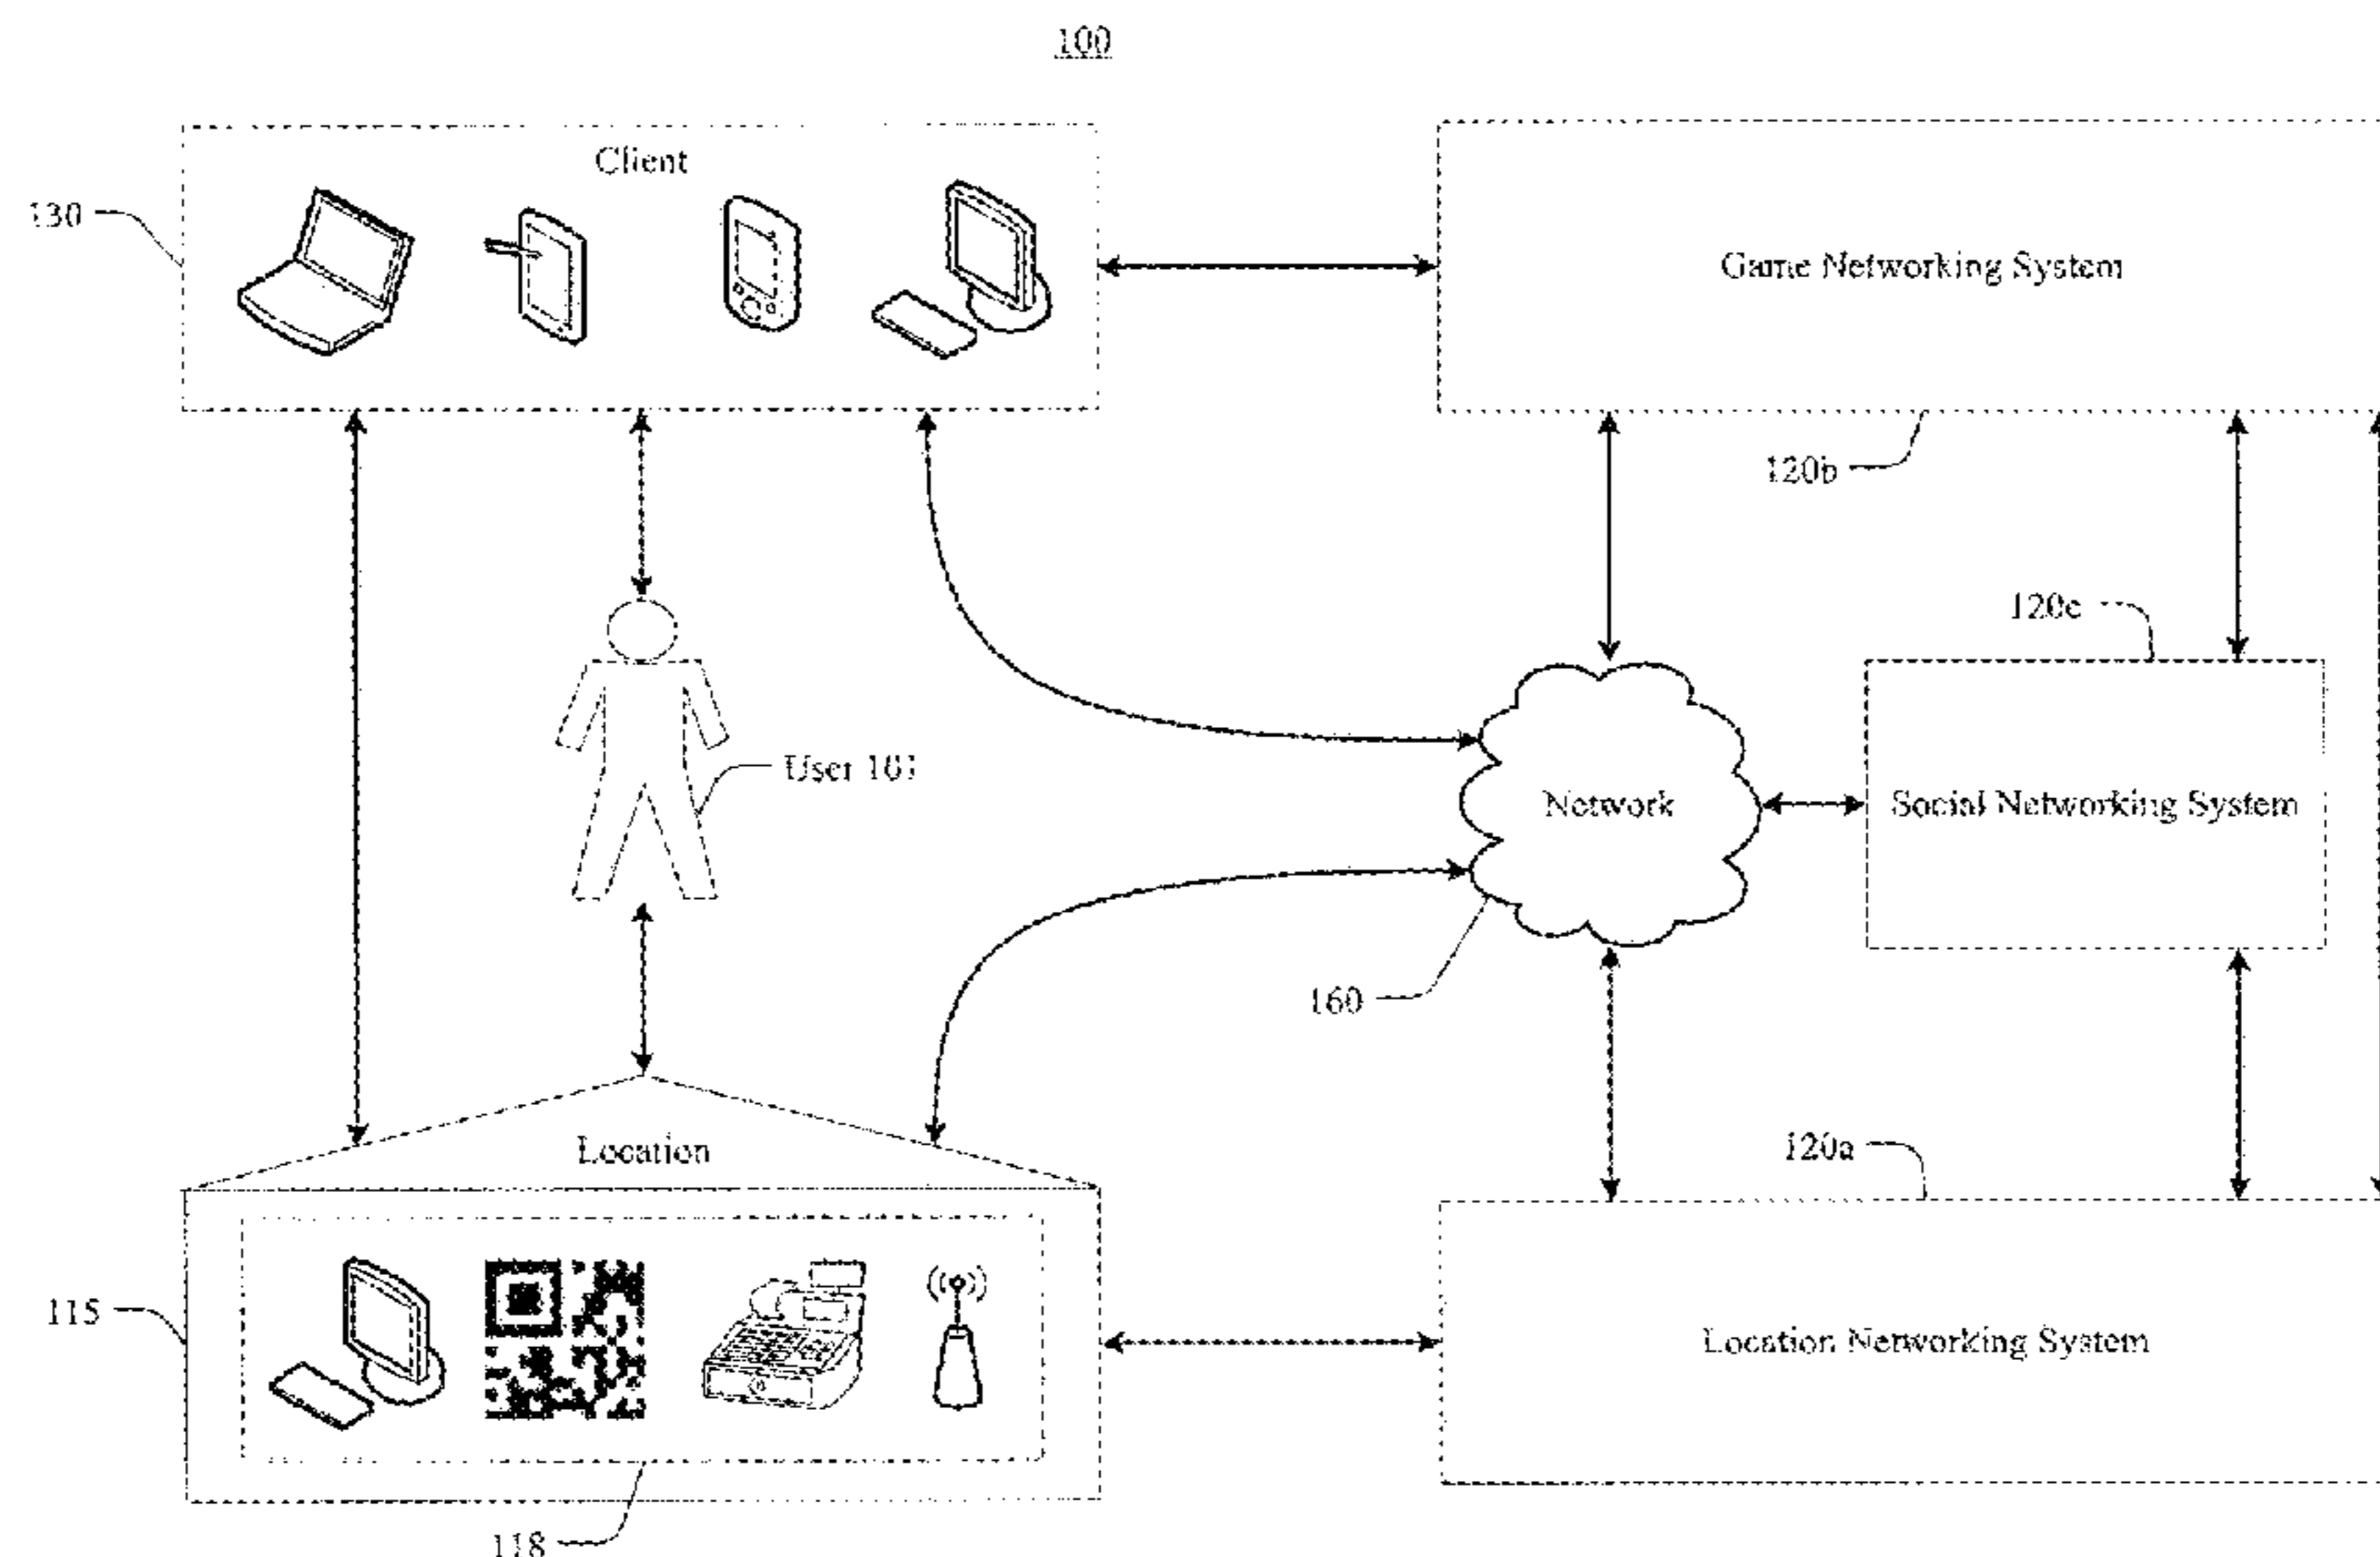 100
Client
130
Game Networking System
120b
120c
User 101
Network
Social Networking System
160
Location
120a
115
Location Networking System
118